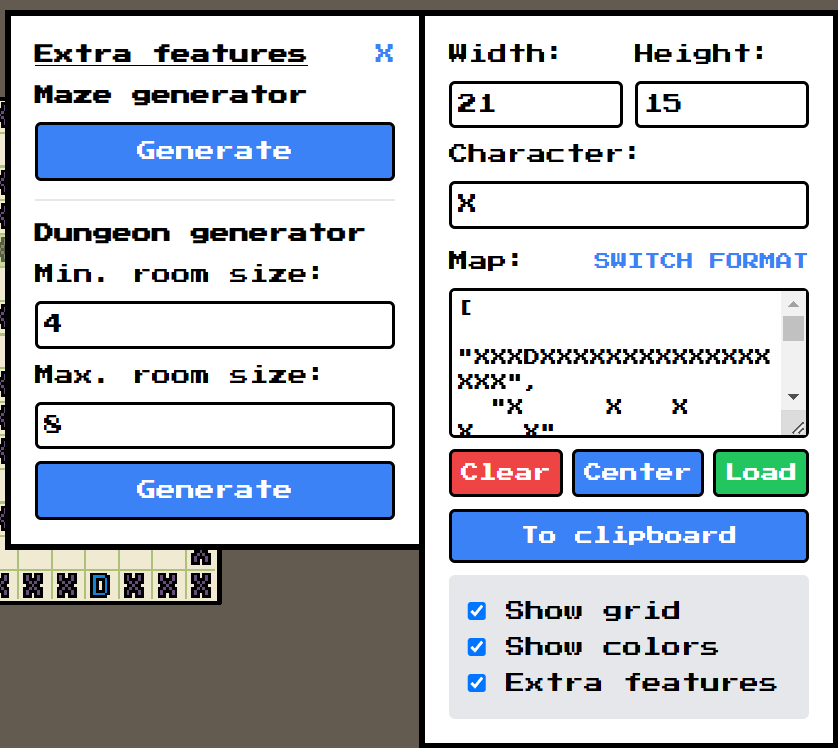 Extra features X
Maze generator
Generate
Dungeon generator
Min. room size:
4
Max. room size:
8
Generate
Width: Height:
21 15
Character:
X
Map: SWITCH FORMAT
[
"XXXDXXXXXXXXXXXXXX
XXX",
"X X X
X X"
Clear Center Load
To clipboard
Show grid
Show colors
Extra features
X X X D X X X